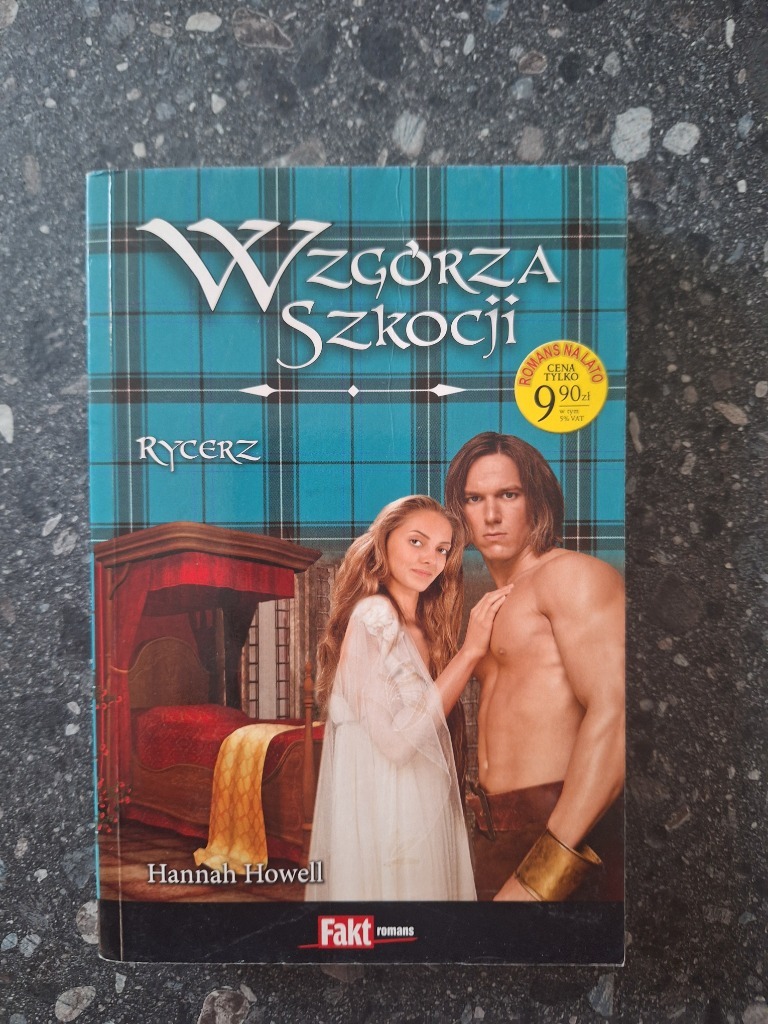 Wzgórza
Szkocji
ROMANS NA LATO
CENA
TYLKO
9 90 zł
w tym
5% VAT
Rycerz
Hannah Howell
Fakt romans